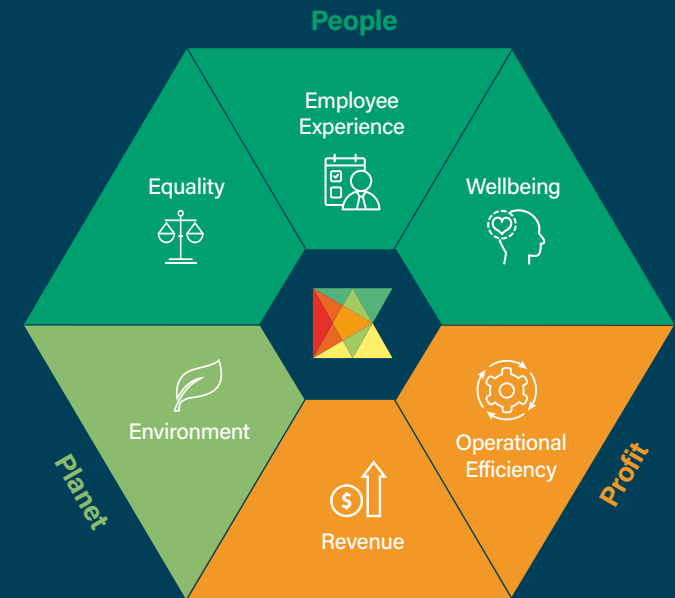 People
Employee
Experience
Equality
Wellbeing
Environment
Operational
Efficiency
$
Revenue
Planet
Profit